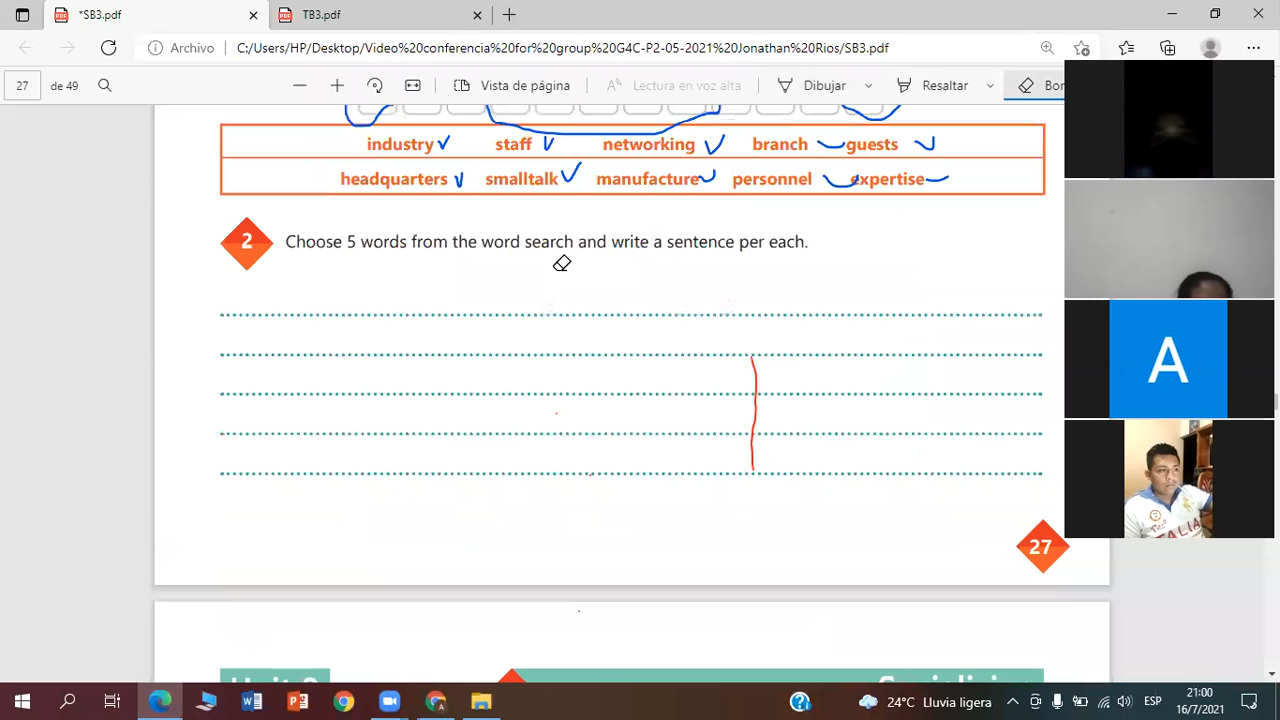 *SB3.pdf
TB3.pdf
Archivo
C:/Users/HP/Desktop/Video%20conferencia%20for%20group%20G4C-P2-05-2021%20Jonathan%20Rios/SB3.pdf
27
de 49
Vista de página
Lectura en voz alta
Dibujar
Resaltar
Bor
industry staff networking branch guests
headquarters smalltalk manufacture personnel expertise
2
Choose 5 words from the word search and write a sentence per each.
A
ITALIA
27
24°C Lluvia ligera
ESP
21:00
16/7/2021